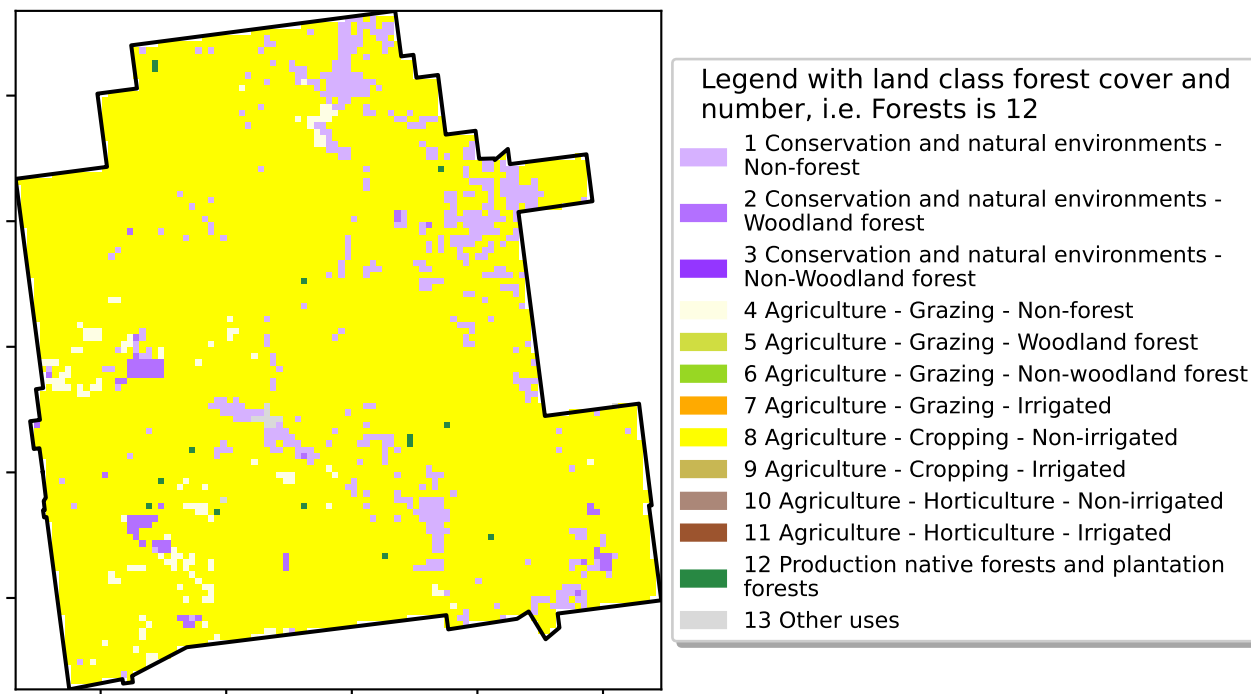 Legend with land class forest cover and
number, i.e. Forests is 12
1 Conservation and natural environments -
Non-forest
2 Conservation and natural environments -
Woodland forest
3 Conservation and natural environments -
Non-Woodland forest
4 Agriculture - Grazing - Non-forest
5 Agriculture - Grazing - Woodland forest
6 Agriculture - Grazing - Non-woodland forest
7 Agriculture - Grazing - Irrigated
8 Agriculture - Cropping - Non-irrigated
9 Agriculture - Cropping - Irrigated
10 Agriculture - Horticulture - Non-irrigated
11 Agriculture - Horticulture - Irrigated
12 Production native forests and plantation
forests
13 Other uses